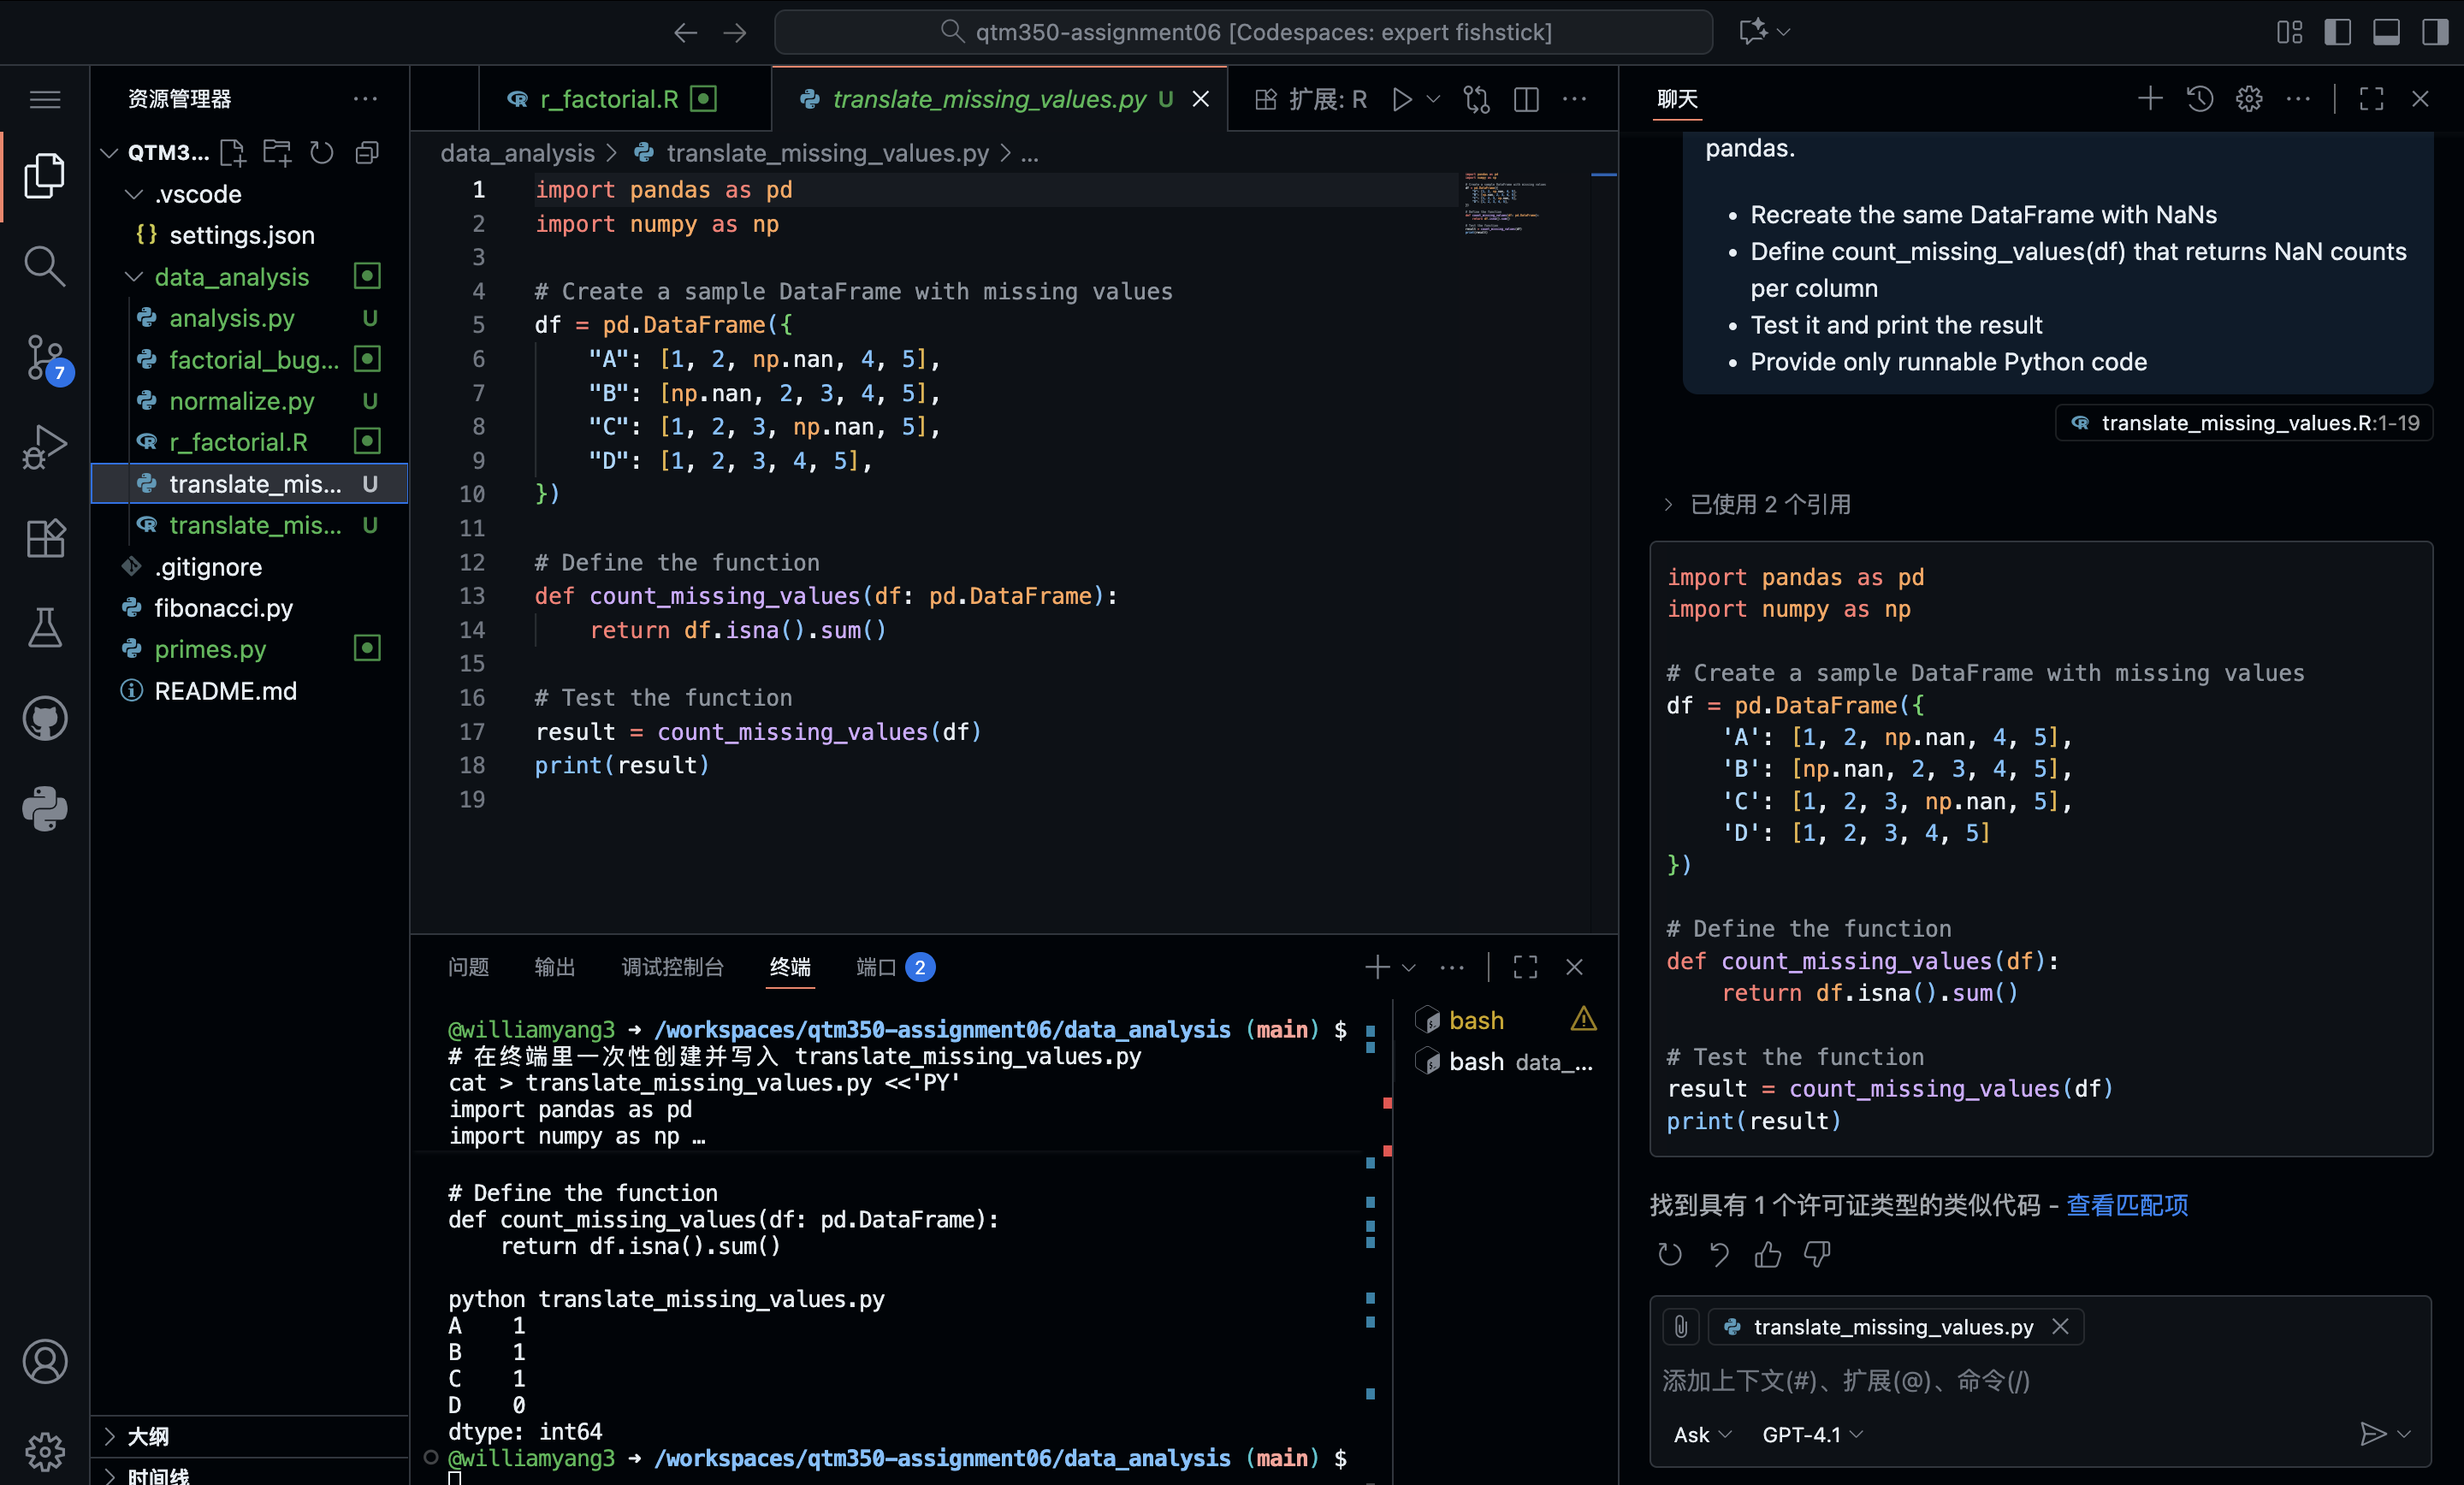 qtm350-assignment06 [Codespaces: expert fishstick]
资源管理器
QTM3...
.vscode
{} settings.json
data_analysis
analysis.py U
factorial_bug...
normalize.py U
r_factorial.R
translate_mis... U
translate_mis... U
.gitignore
fibonacci.py
primes.py
README.md
大纲
时间线
7
r_factorial.R
translate_missing_values.py U
扩展: R
data_analysis > translate_missing_values.py > ...
1 import pandas as pd
2 import numpy as np
3
4 # Create a sample DataFrame with missing values
5 df = pd.DataFrame({
6     "A": [1, 2, np.nan, 4, 5],
7     "B": [np.nan, 2, 3, 4, 5],
8     "C": [1, 2, 3, np.nan, 5],
9     "D": [1, 2, 3, 4, 5],
10 })
11
12 # Define the function
13 def count_missing_values(df: pd.DataFrame):
14     return df.isna().sum()
15
16 # Test the function
17 result = count_missing_values(df)
18 print(result)
19
问题 输出 调试控制台 终端 端口 2
@williamyang3 ➜ /workspaces/qtm350-assignment06/data_analysis (main) $
# 在终端里一次性创建并写入 translate_missing_values.py
cat > translate_missing_values.py <<'PY'
import pandas as pd
import numpy as np …
# Define the function
def count_missing_values(df: pd.DataFrame):
    return df.isna().sum()
python translate_missing_values.py
A    1
B    1
C    1
D    0
dtype: int64
@williamyang3 ➜ /workspaces/qtm350-assignment06/data_analysis (main) $
bash
bash data_...
聊天
pandas.
• Recreate the same DataFrame with NaNs
• Define count_missing_values(df) that returns NaN counts
per column
• Test it and print the result
• Provide only runnable Python code
translate_missing_values.R:1-19
已使用 2 个引用
import pandas as pd
import numpy as np
# Create a sample DataFrame with missing values
df = pd.DataFrame({
    'A': [1, 2, np.nan, 4, 5],
    'B': [np.nan, 2, 3, 4, 5],
    'C': [1, 2, 3, np.nan, 5],
    'D': [1, 2, 3, 4, 5]
})
# Define the function
def count_missing_values(df):
    return df.isna().sum()
# Test the function
result = count_missing_values(df)
print(result)
找到具有 1 个许可证类型的类似代码 - 查看匹配项
translate_missing_values.py
添加上下文(#)、扩展(@)、命令(/)
Ask GPT-4.1